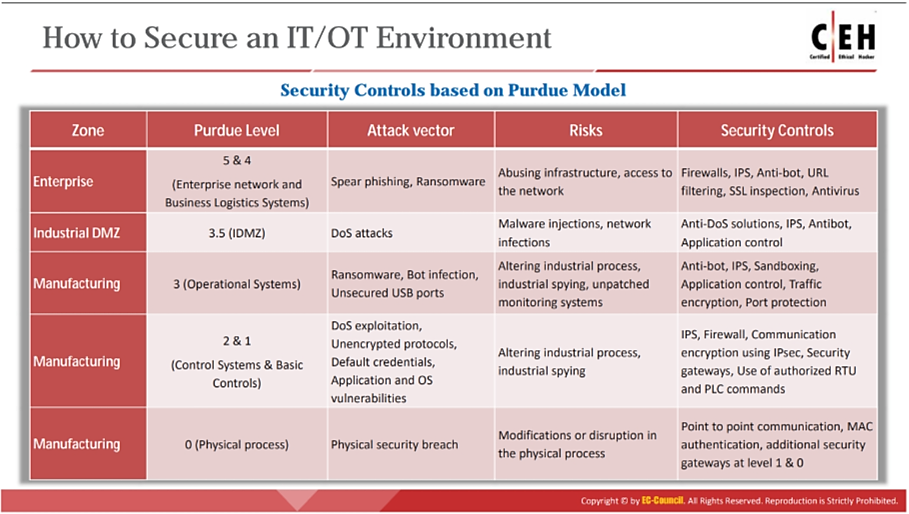 How to Secure an IT/OT Environment
C|EH
Certified Ethical Hacker
Security Controls based on Purdue Model
Zone
Purdue Level
Attack vector
Risks
Security Controls
Enterprise
5 & 4
(Enterprise network and
Business Logistics Systems)
Spear phishing, Ransomware
Abusing infrastructure, access to
the network
Firewalls, IPS, Anti-bot, URL
filtering, SSL inspection, Antivirus
Industrial DMZ
3.5 (IDMZ)
DoS attacks
Malware injections, network
infections
Anti-DoS solutions, IPS, Antibot,
Application control
Manufacturing
3 (Operational Systems)
Ransomware, Bot infection,
Unsecured USB ports
Altering industrial process,
industrial spying, unpatched
monitoring systems
Anti-bot, IPS, Sandboxing,
Application control, Traffic
encryption, Port protection
Manufacturing
2 & 1
(Control Systems & Basic
Controls)
DoS exploitation,
Unencrypted protocols,
Default credentials,
Application and OS
vulnerabilities
Altering industrial process,
industrial spying
IPS, Firewall, Communication
encryption using IPsec, Security
gateways, Use of authorized RTU
and PLC commands
Manufacturing
0 (Physical process)
Physical security breach
Modifications or disruption in
the physical process
Point to point communication, MAC
authentication, additional security
gateways at level 1 & 0
Copyright © by EC-Council. All Rights Reserved. Reproduction is Strictly Prohibited.